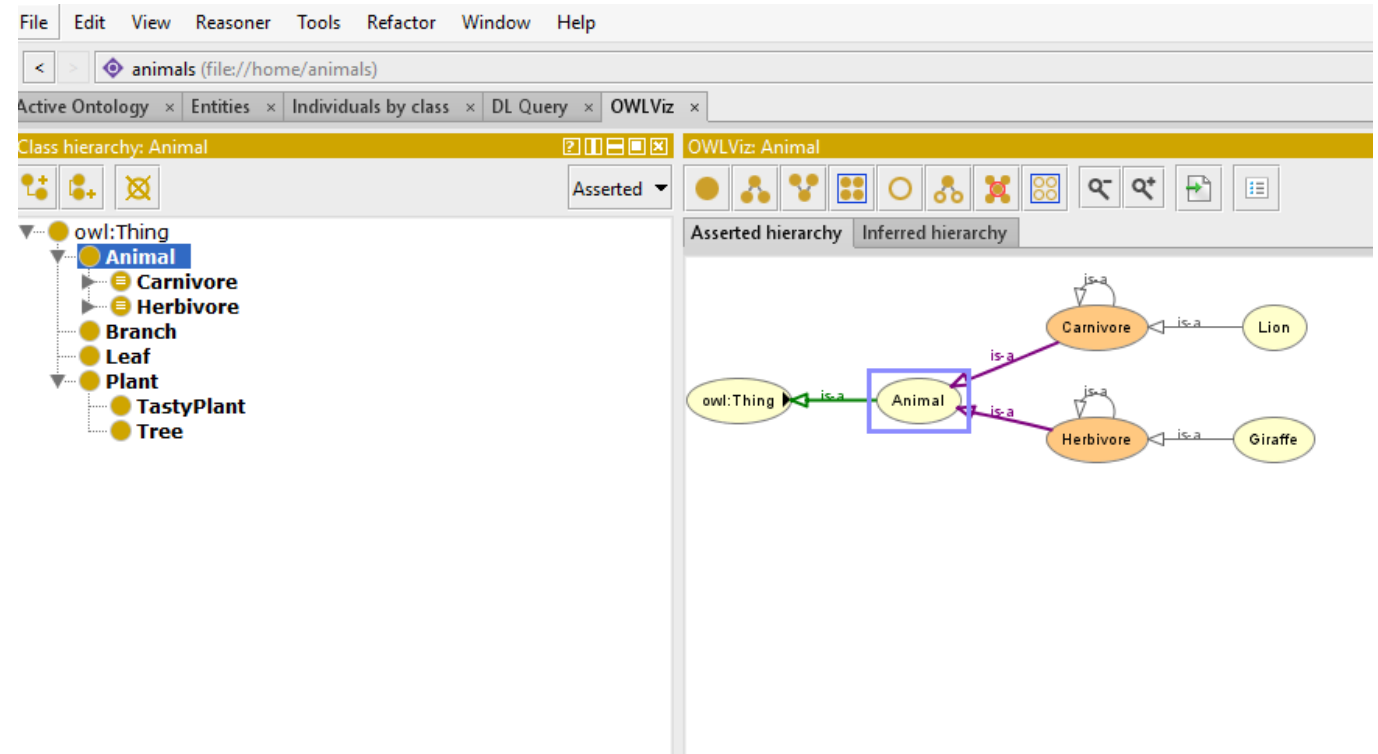 File Edit View Reasoner Tools Refactor Window Help
< > animals (file://home/animals)
Active Ontology × Entities × Individuals by class × DL Query × OWLViz ×
Class hierarchy: Animal
OWLViz: Animal
Asserted
Asserted hierarchy Inferred hierarchy
owl:Thing
Animal
Carnivore
Herbivore
Branch
Leaf
Plant
TastyPlant
Tree
is-a
Carnivore is-a Lion
is-a
owl:Thing is-a Animal
is-a
is-a
Herbivore is-a Giraffe